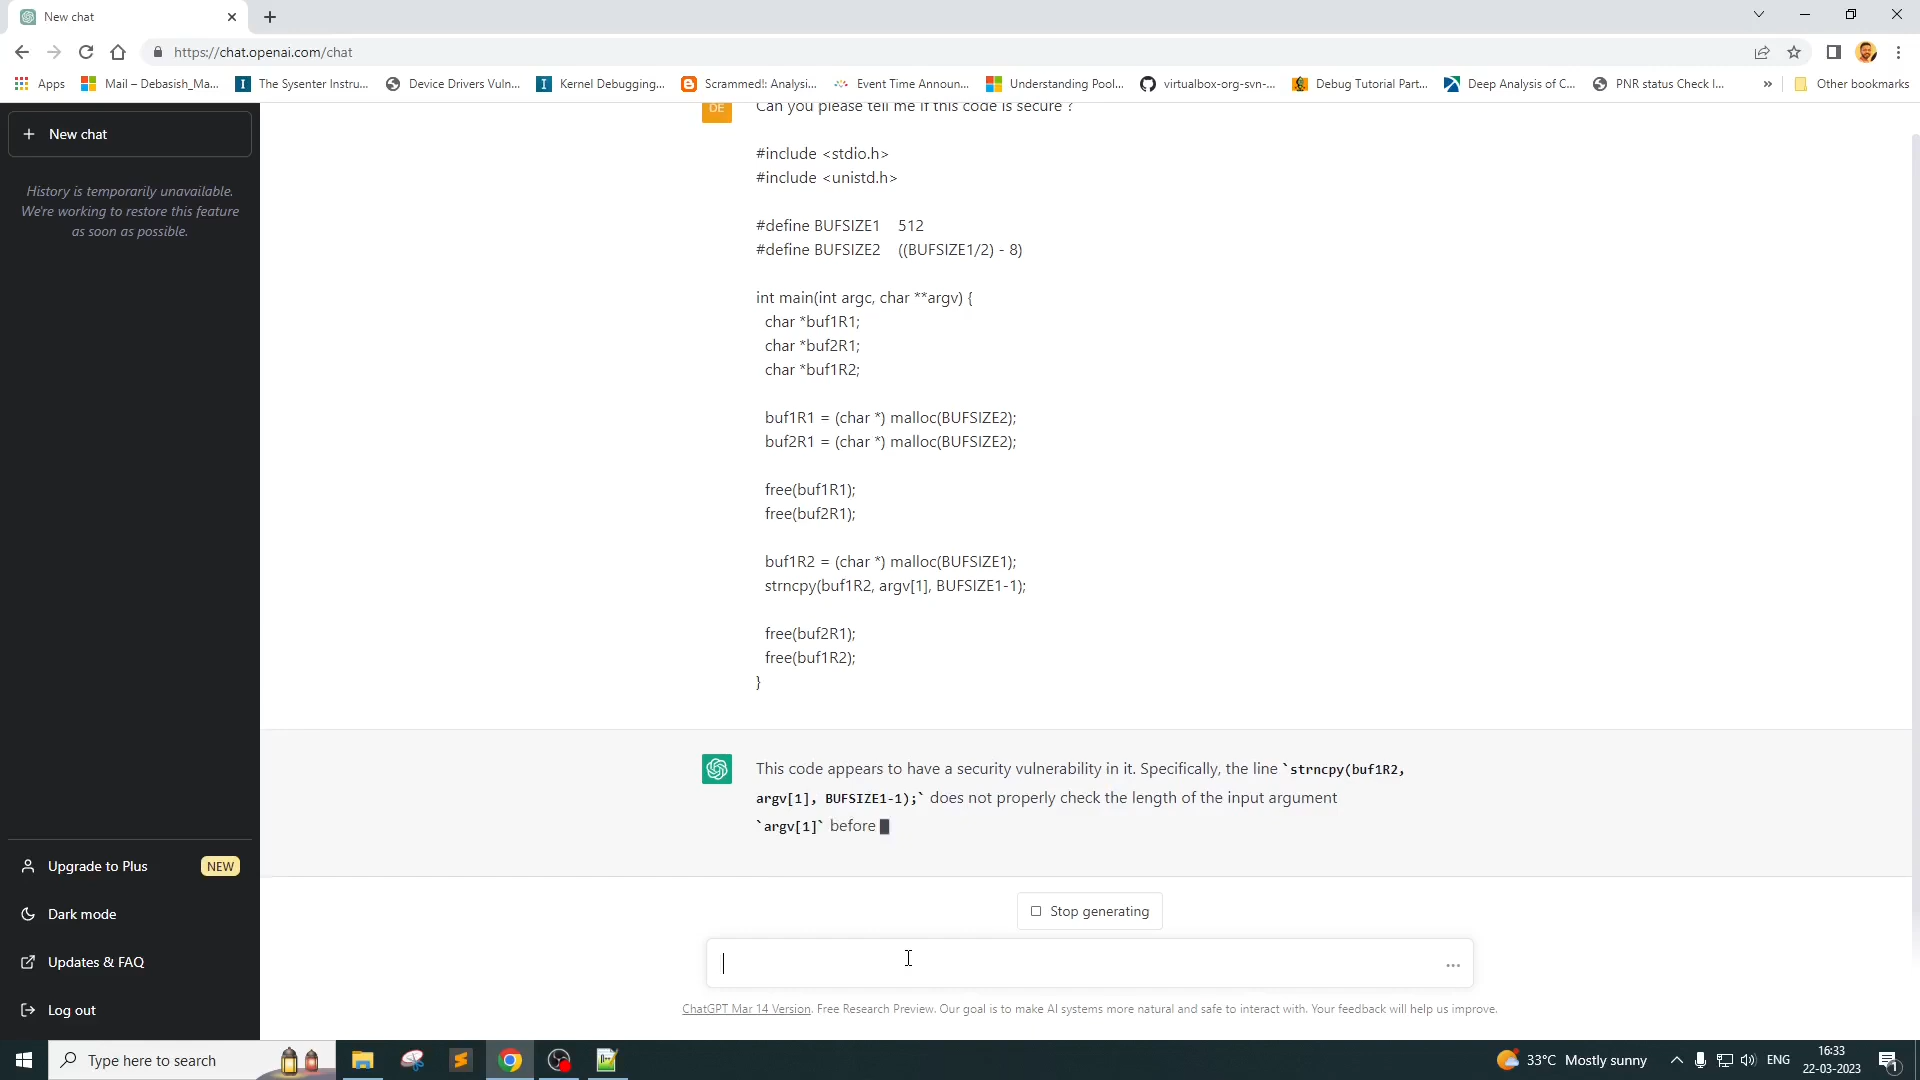 New chat
https://chat.openai.com/chat
Apps
Mail – Debasish_Ma...
The Sysenter Instru...
Device Drivers Vuln...
Kernel Debugging...
Scrammed!: Analysi...
Event Time Announ...
Understanding Pool...
virtualbox-org-svn-...
Debug Tutorial Part...
Deep Analysis of C...
PNR status Check I...
»
Other bookmarks
+ New chat
History is temporarily unavailable.
We're working to restore this feature
as soon as possible.
DE
Can you please tell me if this code is secure ?
#include <stdio.h>
#include <unistd.h>
#define BUFSIZE1 512
#define BUFSIZE2 ((BUFSIZE1/2) - 8)
int main(int argc, char **argv) {
char *buf1R1;
char *buf2R1;
char *buf1R2;
buf1R1 = (char *) malloc(BUFSIZE2);
buf2R1 = (char *) malloc(BUFSIZE2);
free(buf1R1);
free(buf2R1);
buf1R2 = (char *) malloc(BUFSIZE1);
strncpy(buf1R2, argv[1], BUFSIZE1-1);
free(buf2R1);
free(buf1R2);
}
This code appears to have a security vulnerability in it. Specifically, the line `strncpy(buf1R2,
argv[1], BUFSIZE1-1);` does not properly check the length of the input argument
`argv[1]` before
Upgrade to Plus NEW
Dark mode
Updates & FAQ
Log out
Stop generating
ChatGPT Mar 14 Version. Free Research Preview. Our goal is to make AI systems more natural and safe to interact with. Your feedback will help us improve.
Type here to search
33°C Mostly sunny
ENG
16:33
22-03-2023
1